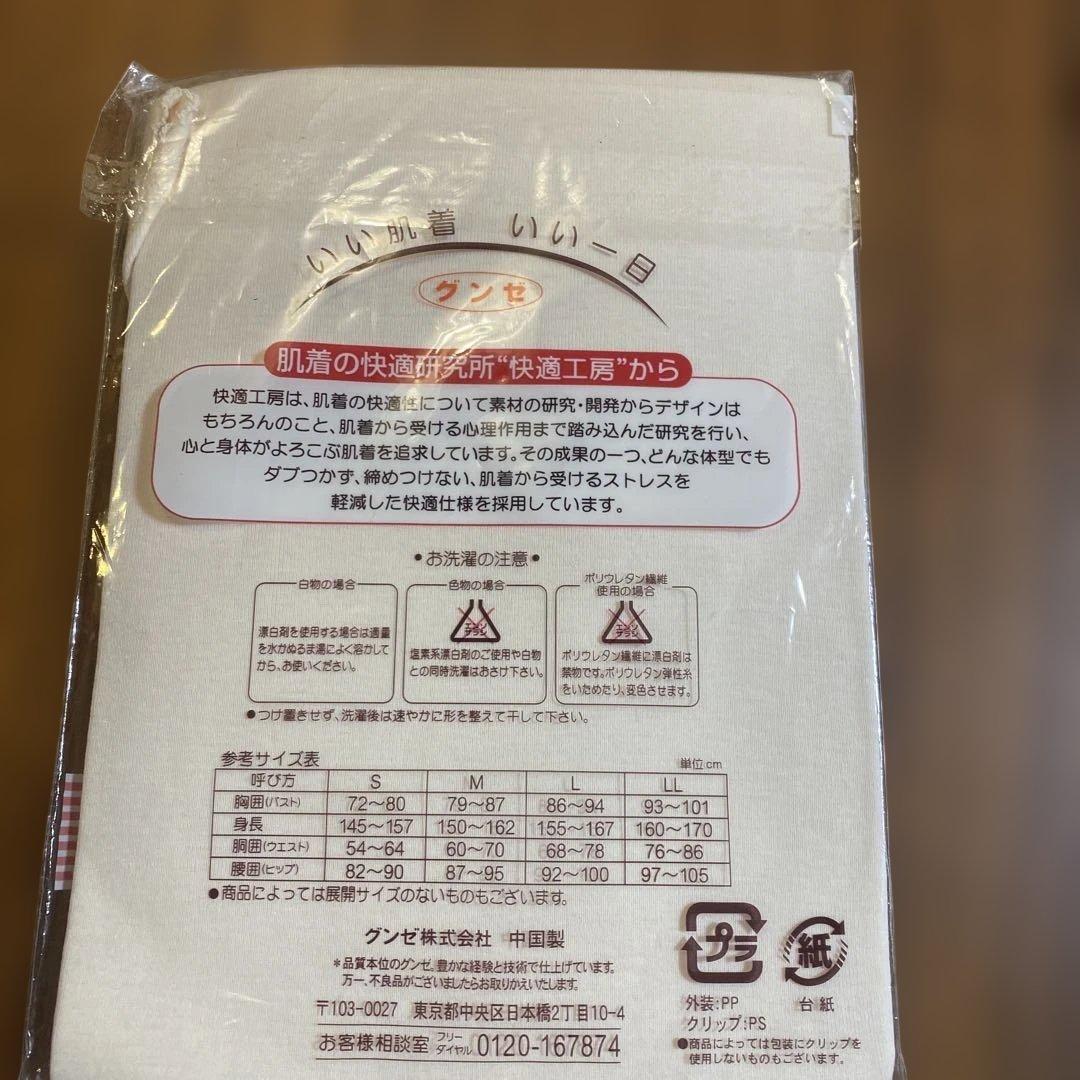 いい肌着 いい一日
グンゼ
肌着の快適研究所“快適工房”から
快適工房は、肌着の快適性について素材の研究・開発からデザインは
もちろんのこと、肌着から受ける心理作用まで踏み込んだ研究を行い、
心と身体がよろこぶ肌着を追求しています。その成果の一つ、どんな体型でも
ダブつかず、締めつけない、肌着から受けるストレスを
軽減した快適仕様を採用しています。
●お洗濯の注意●
白物の場合
漂白剤を使用する場合は適量
を水かぬるま湯によく溶かして
から、お使いください。
色物の場合
エンソ
サラシ
塩素系漂白剤のご使用や白物
との同時洗濯はおさけ下さい。
ポリウレタン繊維
使用の場合
エンソ
サラシ
ポリウレタン繊維に漂白剤は
禁物です。ポリウレタン弾性糸
をいためたり、変色させます。
●つけ置きせず、洗濯後は速やかに形を整えて干して下さい。
参考サイズ表 単位cm
呼び方 S M L LL
胸囲(バスト) 72〜80 79〜87 86〜94 93〜101
身長 145〜157 150〜162 155〜167 160〜170
胴囲(ウエスト) 54〜64 60〜70 68〜78 76〜86
腰囲(ヒップ) 82〜90 87〜95 92〜100 97〜105
●商品によっては展開サイズのないものもございます。
グンゼ株式会社 中国製
*品質本位のグンゼ。豊かな経験と技術で仕上げています。
万一、不良品がございましたらお取りかえいたします。
〒103-0027 東京都中央区日本橋2丁目10-4
お客様相談室 フリーダイヤル 0120-167874
プラ
紙
外装:PP
クリップ:PS
台紙
●商品によっては包装にクリップを
使用しないものもございます。